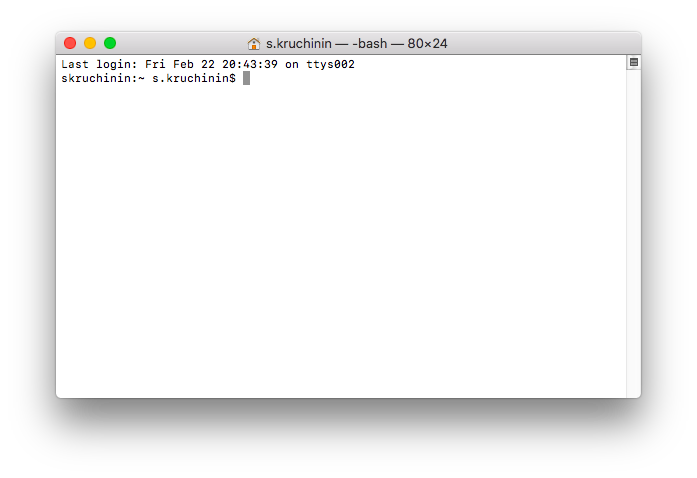 s.kruchinin — -bash — 80×24
Last login: Fri Feb 22 20:43:39 on ttys002
skruchinin:~ s.kruchinin$